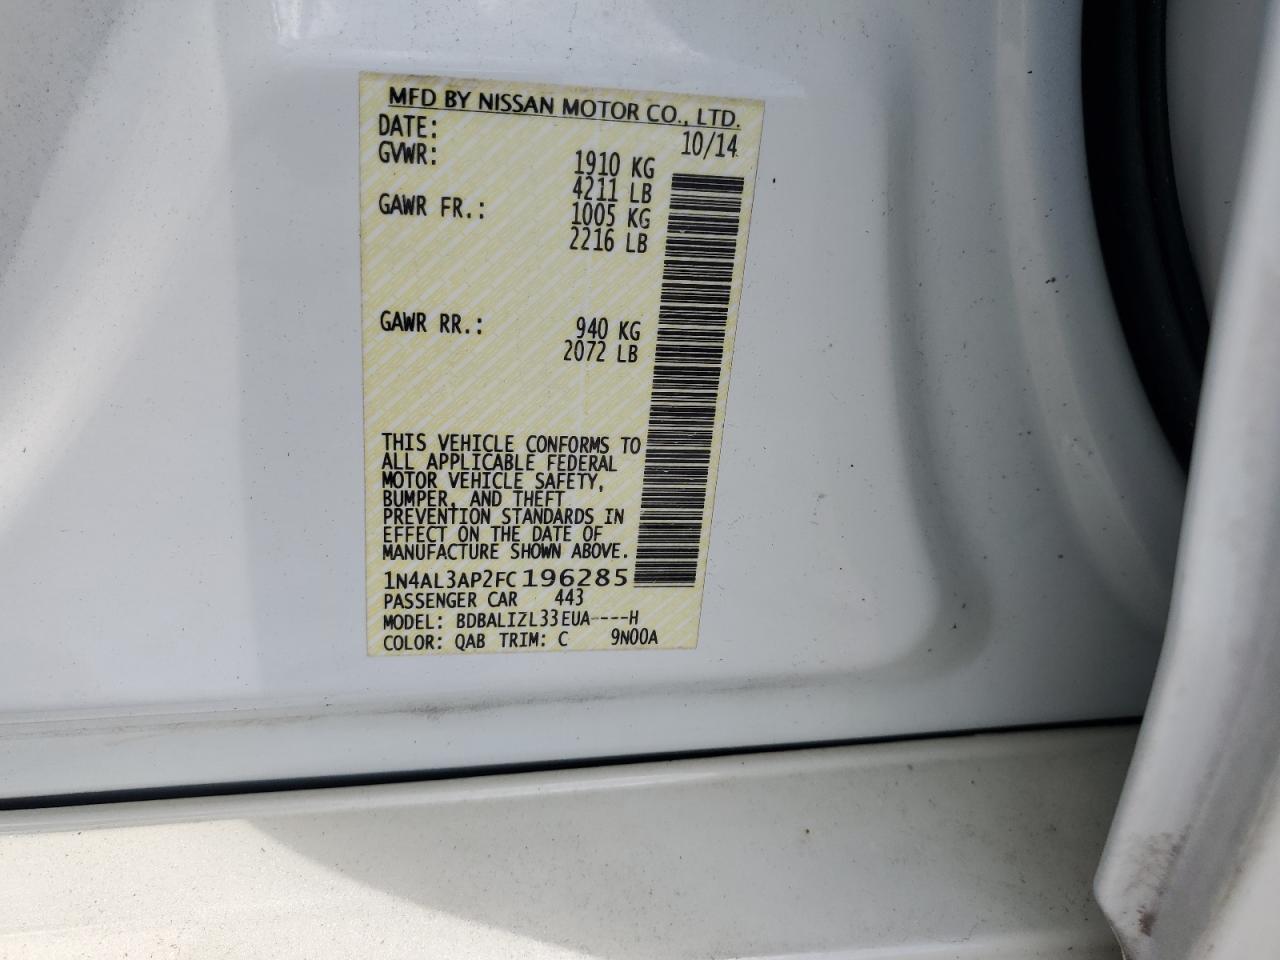 MFD BY NISSAN MOTOR CO., LTD.
DATE: 10/14
GVWR: 1910 KG
4211 LB
GAWR FR.: 1005 KG
2216 LB
GAWR RR.: 940 KG
2072 LB
THIS VEHICLE CONFORMS TO
ALL APPLICABLE FEDERAL
MOTOR VEHICLE SAFETY,
BUMPER, AND THEFT
PREVENTION STANDARDS IN
EFFECT ON THE DATE OF
MANUFACTURE SHOWN ABOVE.
1N4AL3AP2FC196285
PASSENGER CAR 443
MODEL: BDBALIZL33EUA----H
COLOR: QAB TRIM: C 9N00A